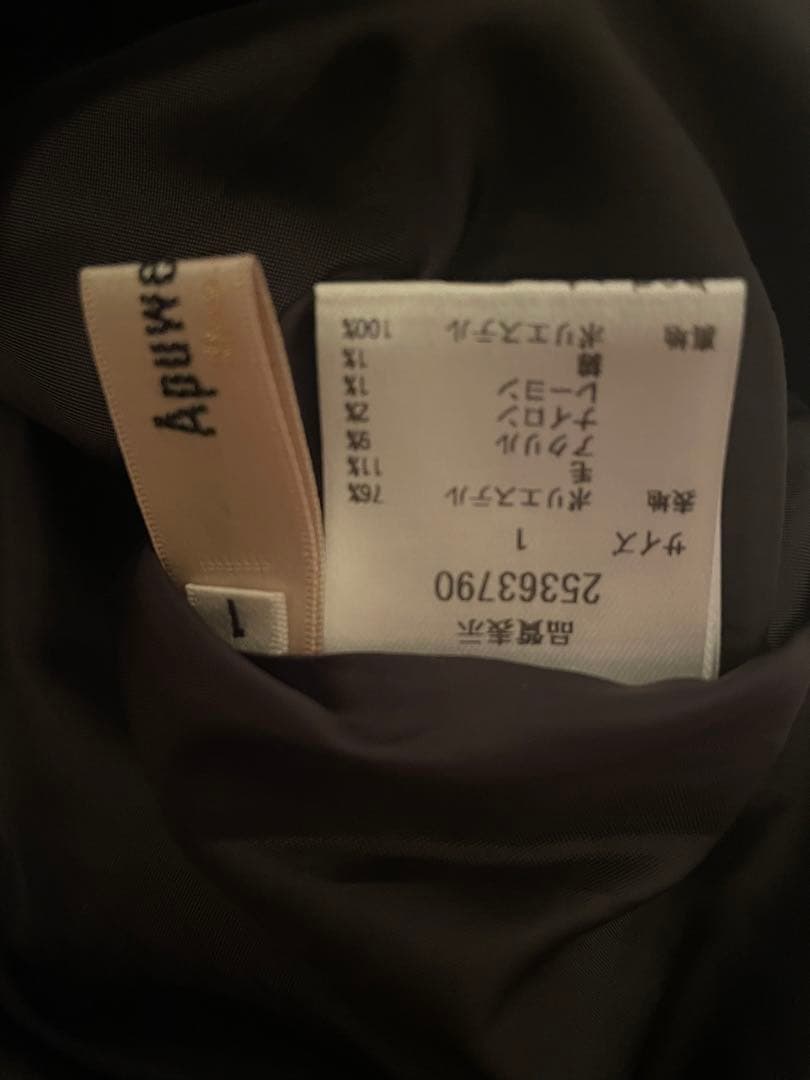 品質表示
25363790
サイズ 1
表地 ポリエステル 76%
毛 11%
アクリル 9%
ナイロン 2%
レーヨン 1%
綿 1%
裏地 ポリエステル 100%
1
Apuwe